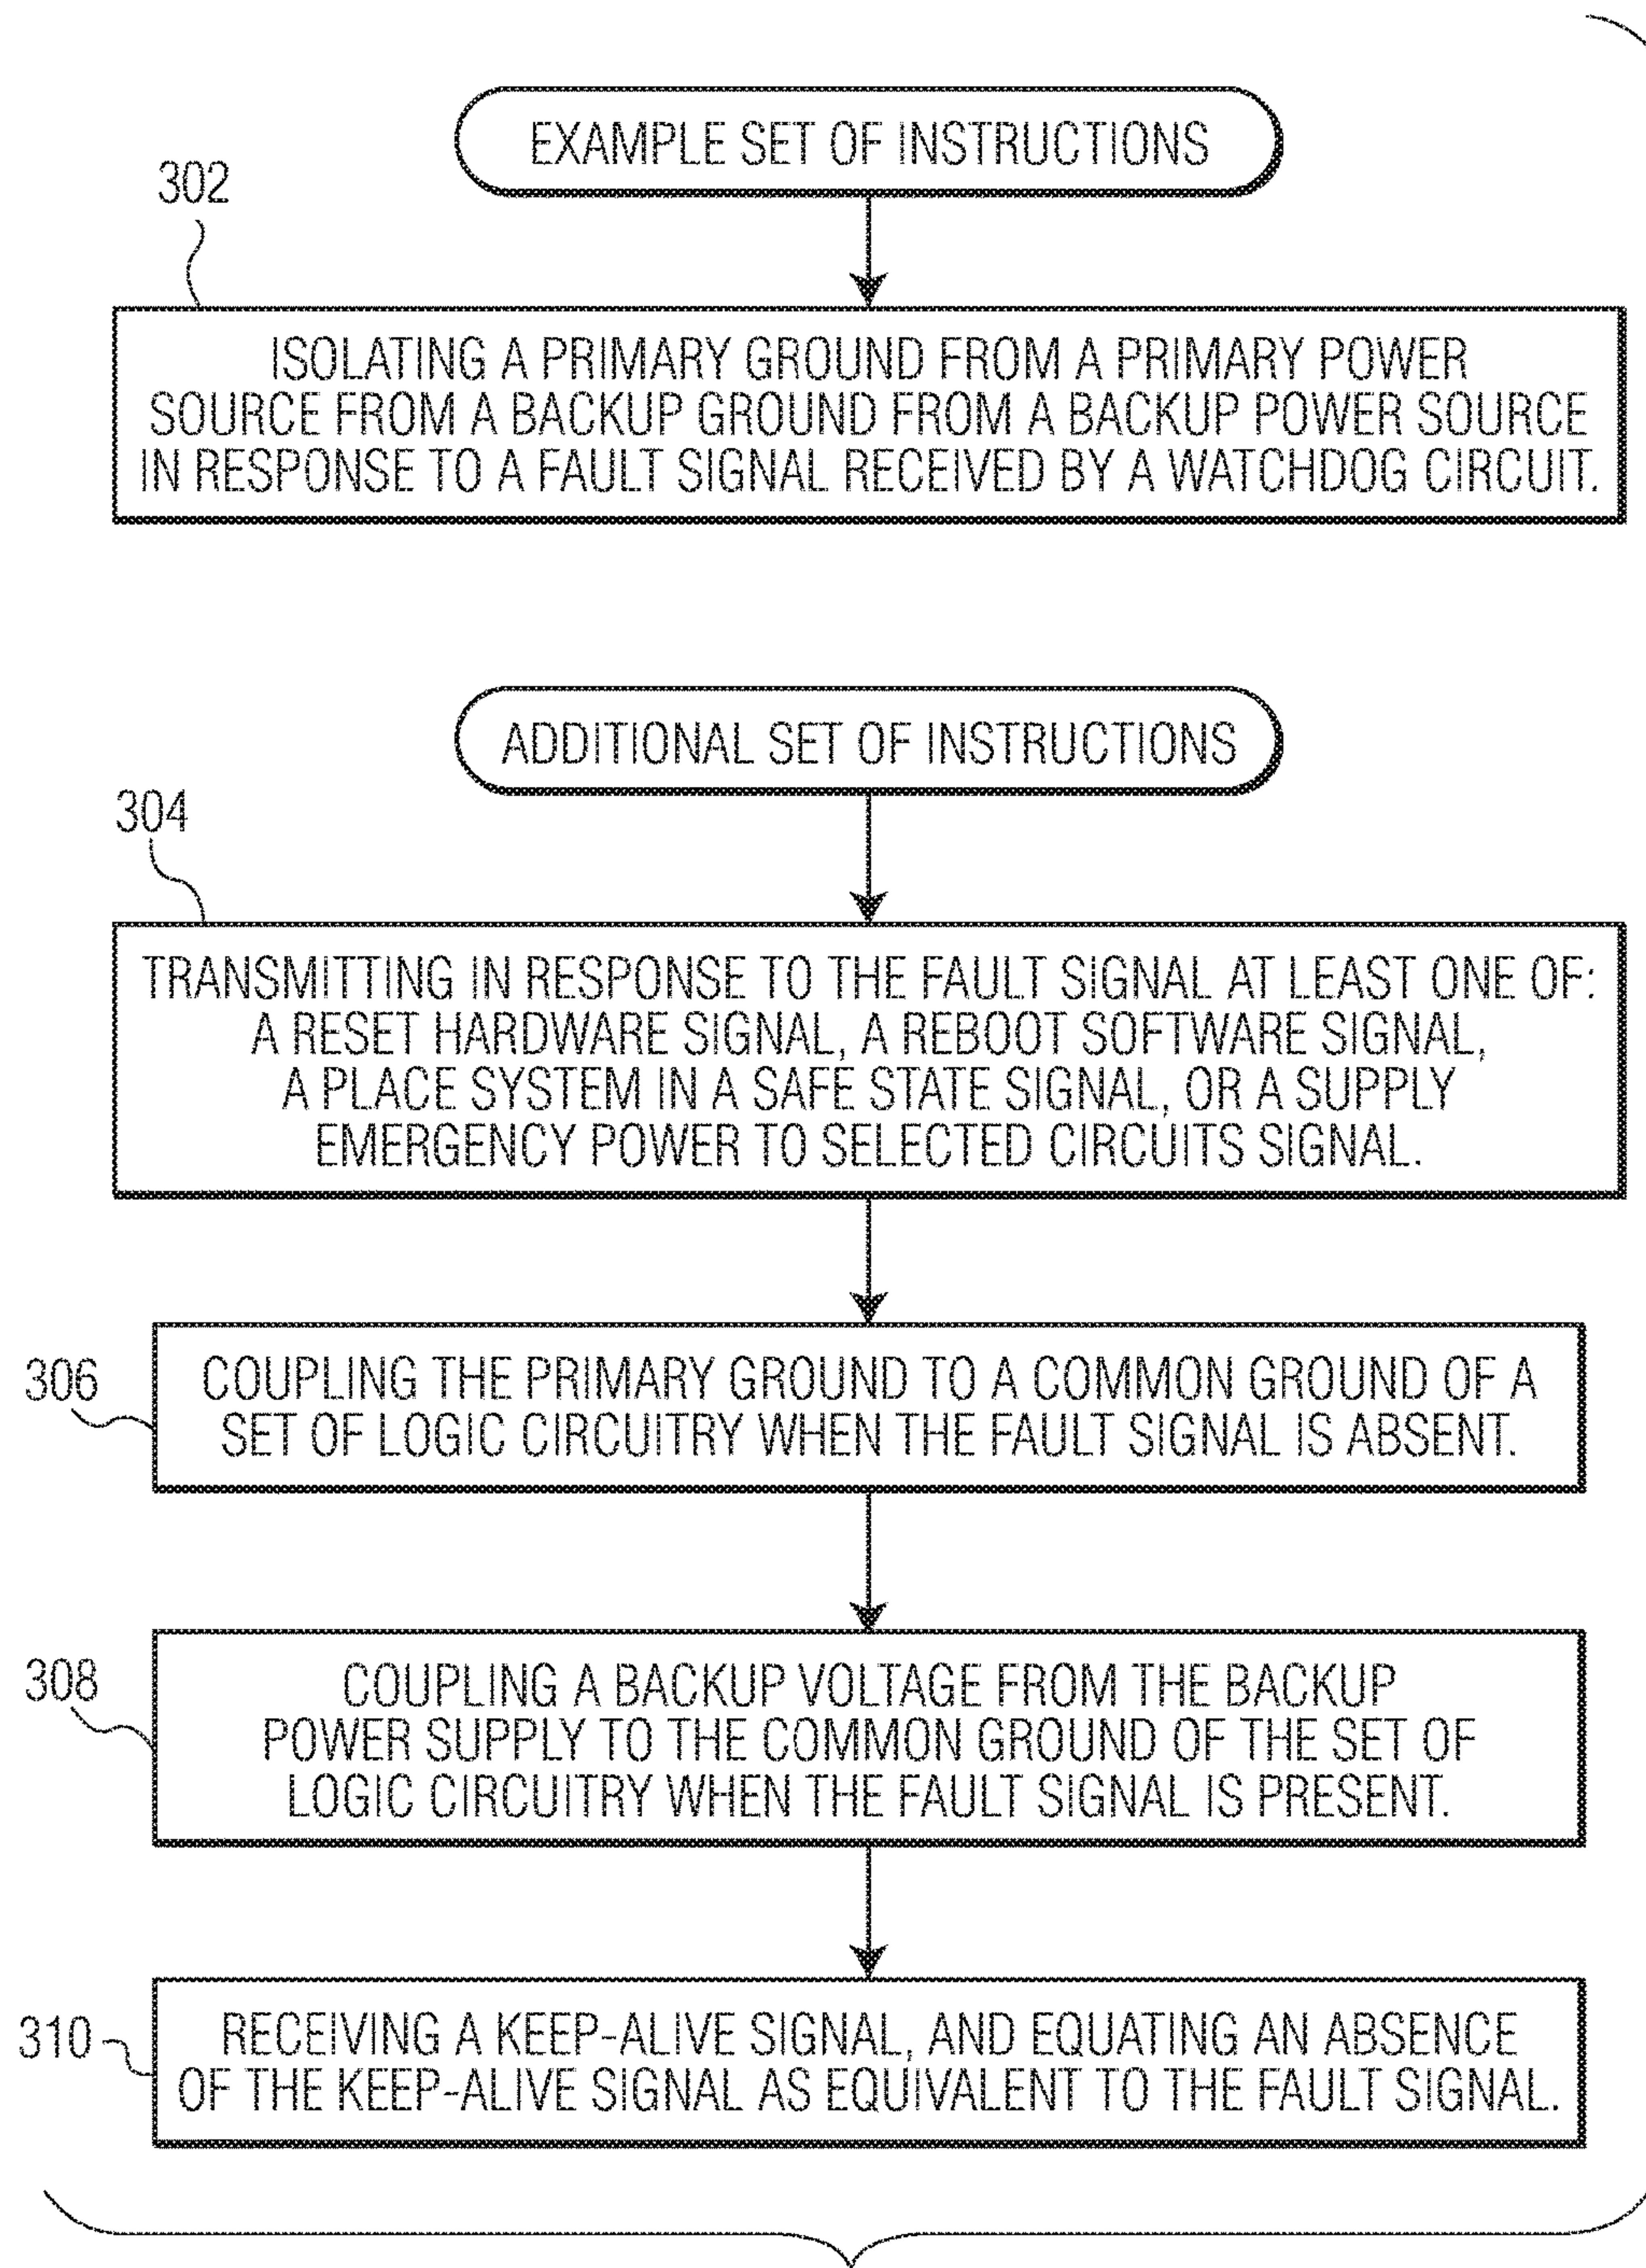 EXAMPLE SET OF INSTRUCTIONS
302
ISOLATING A PRIMARY GROUND FROM A PRIMARY POWER
SOURCE FROM A BACKUP GROUND FROM A BACKUP POWER SOURCE
IN RESPONSE TO A FAULT SIGNAL RECEIVED BY A WATCHDOG CIRCUIT.
ADDITIONAL SET OF INSTRUCTIONS
304
TRANSMITTING IN RESPONSE TO THE FAULT SIGNAL AT LEAST ONE OF:
A RESET HARDWARE SIGNAL, A REBOOT SOFTWARE SIGNAL,
A PLACE SYSTEM IN A SAFE STATE SIGNAL, OR A SUPPLY
EMERGENCY POWER TO SELECTED CIRCUITS SIGNAL.
306
COUPLING THE PRIMARY GROUND TO A COMMON GROUND OF A
SET OF LOGIC CIRCUITRY WHEN THE FAULT SIGNAL IS ABSENT.
308
COUPLING A BACKUP VOLTAGE FROM THE BACKUP
POWER SUPPLY TO THE COMMON GROUND OF THE SET OF
LOGIC CIRCUITRY WHEN THE FAULT SIGNAL IS PRESENT.
310
RECEIVING A KEEP-ALIVE SIGNAL, AND EQUATING AN ABSENCE
OF THE KEEP-ALIVE SIGNAL AS EQUIVALENT TO THE FAULT SIGNAL.